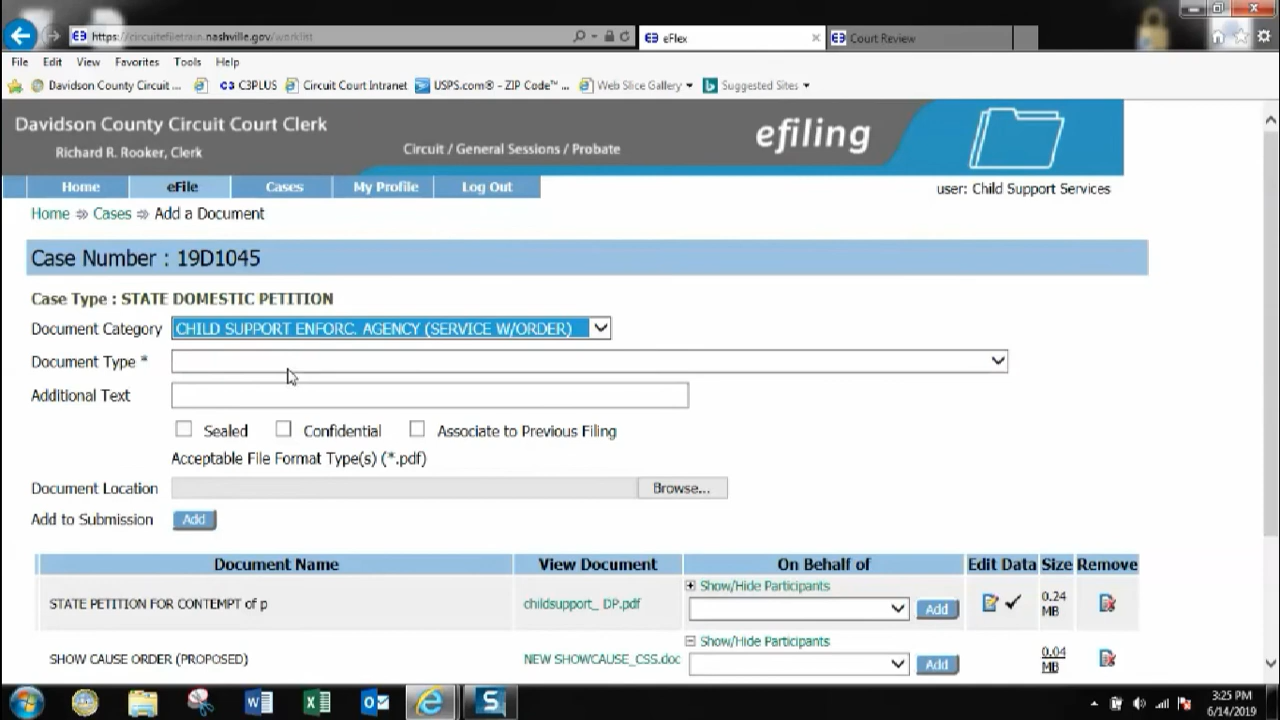 https://circuitefiletrain.nashville.gov/worklist
eFlex
Court Review
File Edit View Favorites Tools Help
Davidson County Circuit ... C3PLUS Circuit Court Intranet USPS.com® - ZIP Code™ ... Web Slice Gallery Suggested Sites
Davidson County Circuit Court Clerk
Richard R. Rooker, Clerk
Circuit / General Sessions / Probate
efiling
Home eFile Cases My Profile Log Out
user: Child Support Services
Home ⇒ Cases ⇒ Add a Document
Case Number : 19D1045
Case Type : STATE DOMESTIC PETITION
Document Category CHILD SUPPORT ENFORC. AGENCY (SERVICE W/ORDER)
Document Type *
Additional Text
Sealed Confidential Associate to Previous Filing
Acceptable File Format Type(s) (*.pdf)
Document Location Browse...
Add to Submission Add
Document Name View Document On Behalf of Edit Data Size Remove
Show/Hide Participants
STATE PETITION FOR CONTEMPT of p childsupport_ DP.pdf Add 0.24 MB
Show/Hide Participants
SHOW CAUSE ORDER (PROPOSED) NEW SHOWCAUSE_CSS.doc Add 0.04 MB
3:25 PM
6/14/2019